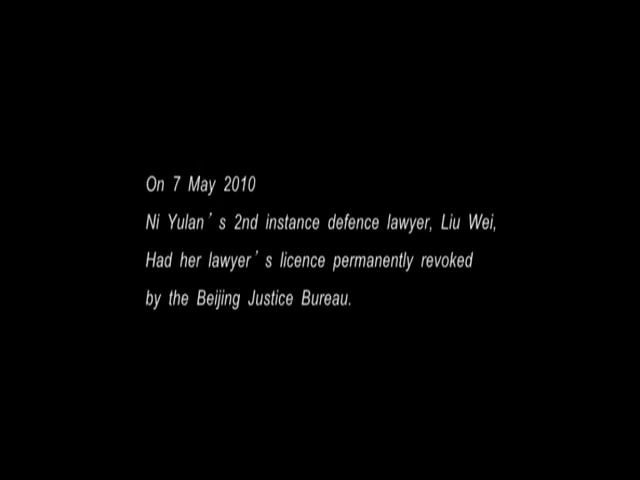 On 7 May 2010
Ni Yulan’s 2nd instance defence lawyer, Liu Wei,
Had her lawyer’s licence permanently revoked
by the Beijing Justice Bureau.